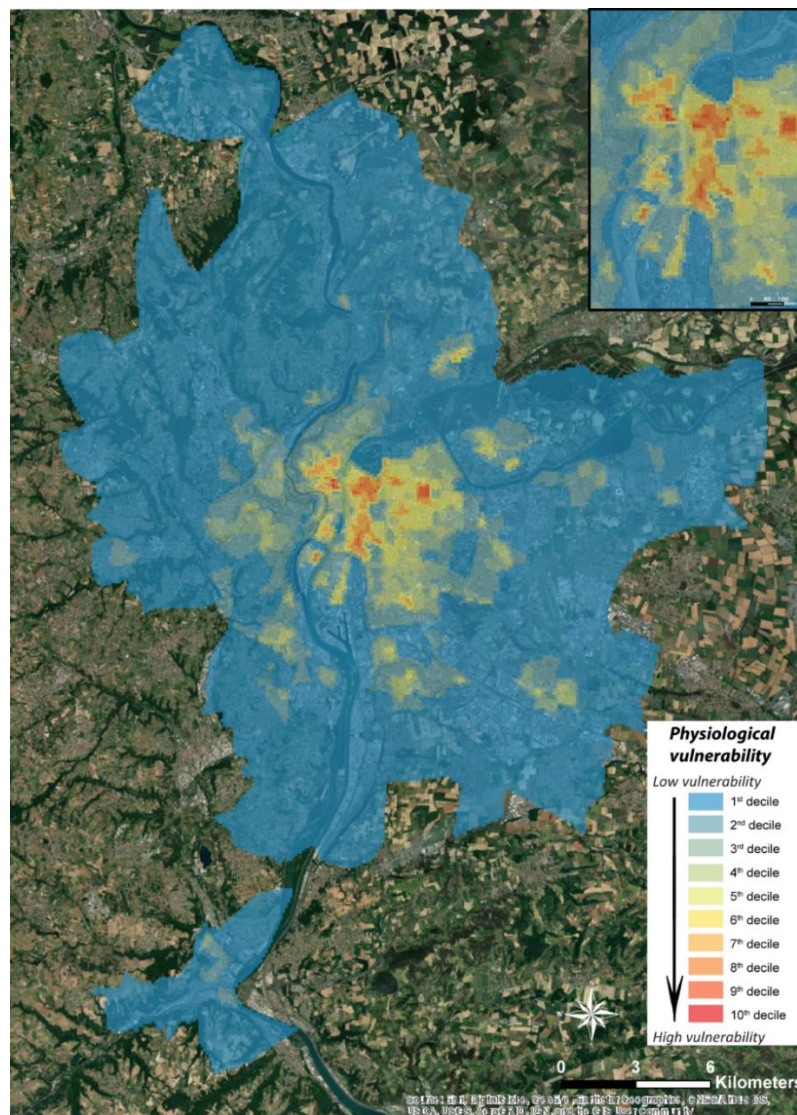 Physiological
vulnerability
Low vulnerability
1st decile
2nd decile
3rd decile
4th decile
5th decile
6th decile
7th decile
8th decile
9th decile
10th decile
High vulnerability
0 3 6
Kilometers